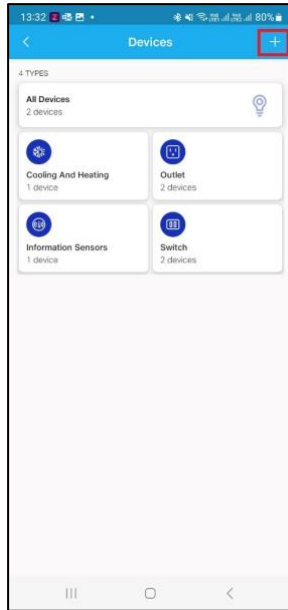 13:32 80%
Devices
4 TYPES
All Devices
2 devices
Cooling And Heating
1 device
Outlet
2 devices
Information Sensors
1 device
Switch
2 devices